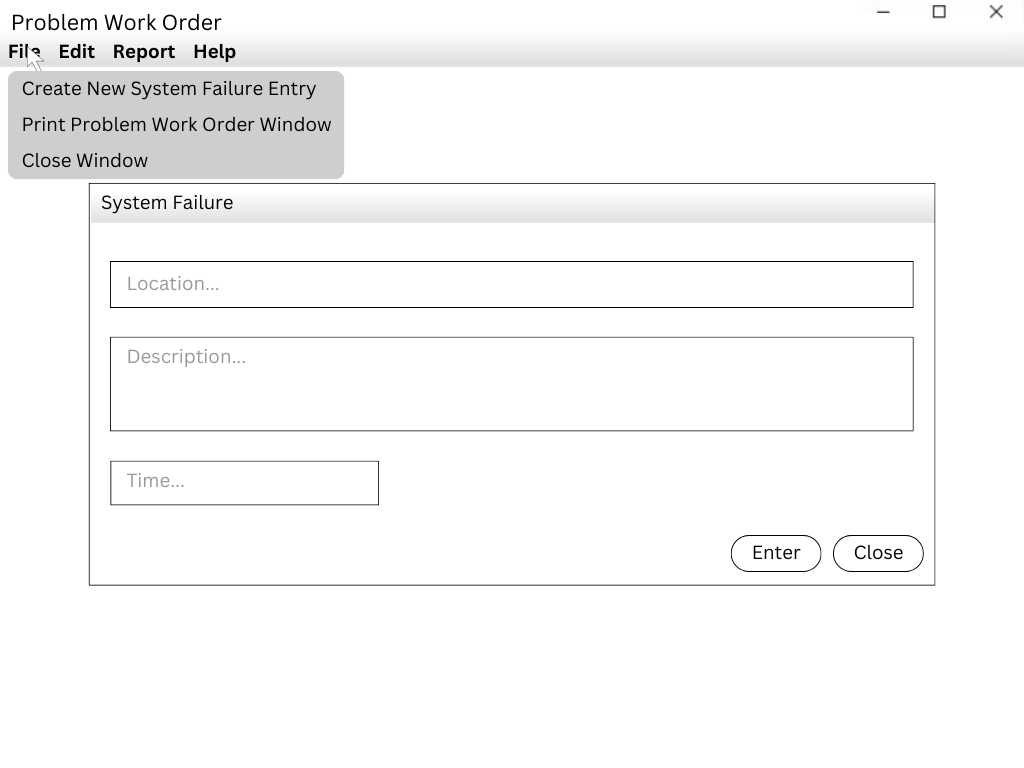 Problem Work Order
File Edit Report Help
Create New System Failure Entry
Print Problem Work Order Window
Close Window
System Failure
Location...
Description...
Time...
Enter Close